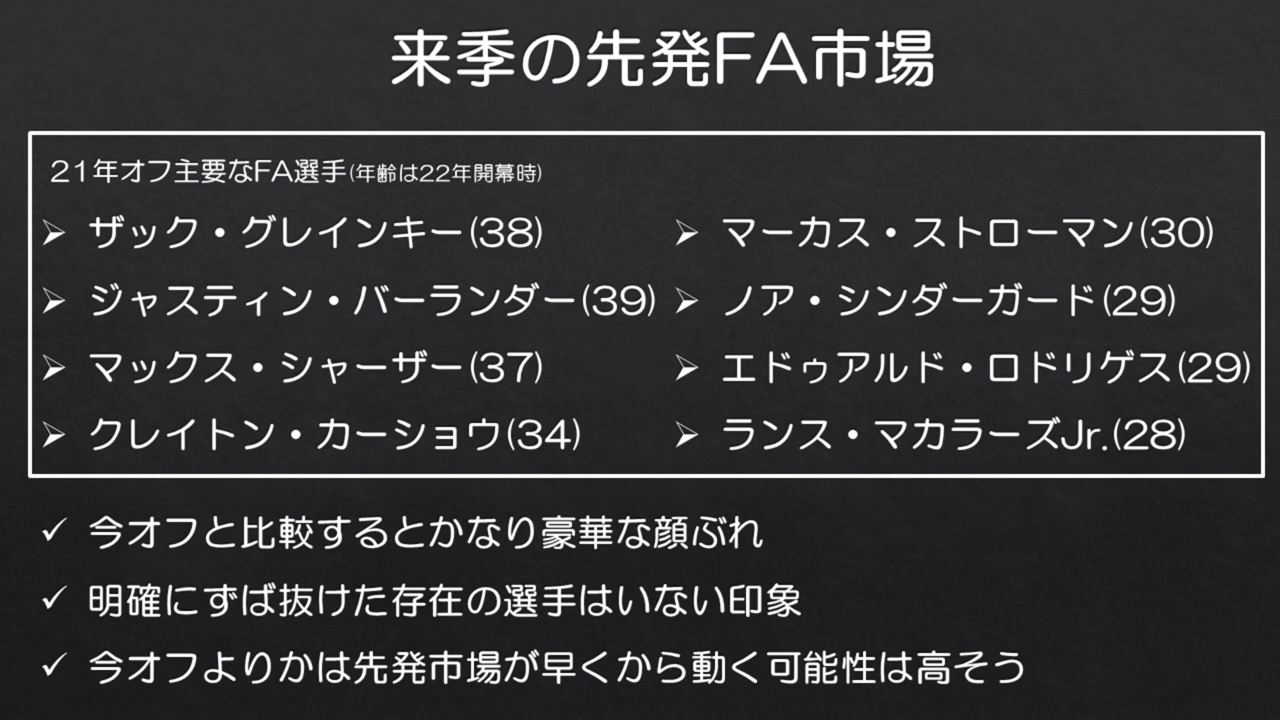 来季の先発FA市場
21年オフ主要なFA選手(年齢は22年開幕時)
➢ ザック・グレインキー(38)
➢ ジャスティン・バーランダー(39)
➢ マックス・シャーザー(37)
➢ クレイトン・カーショウ(34)
➢ マーカス・ストローマン(30)
➢ ノア・シンダーガード(29)
➢ エドゥアルド・ロドリゲス(29)
➢ ランス・マカラーズJr.(28)
✓ 今オフと比較するとかなり豪華な顔ぶれ
✓ 明確にずば抜けた存在の選手はいない印象
✓ 今オフよりかは先発市場が早くから動く可能性は高そう